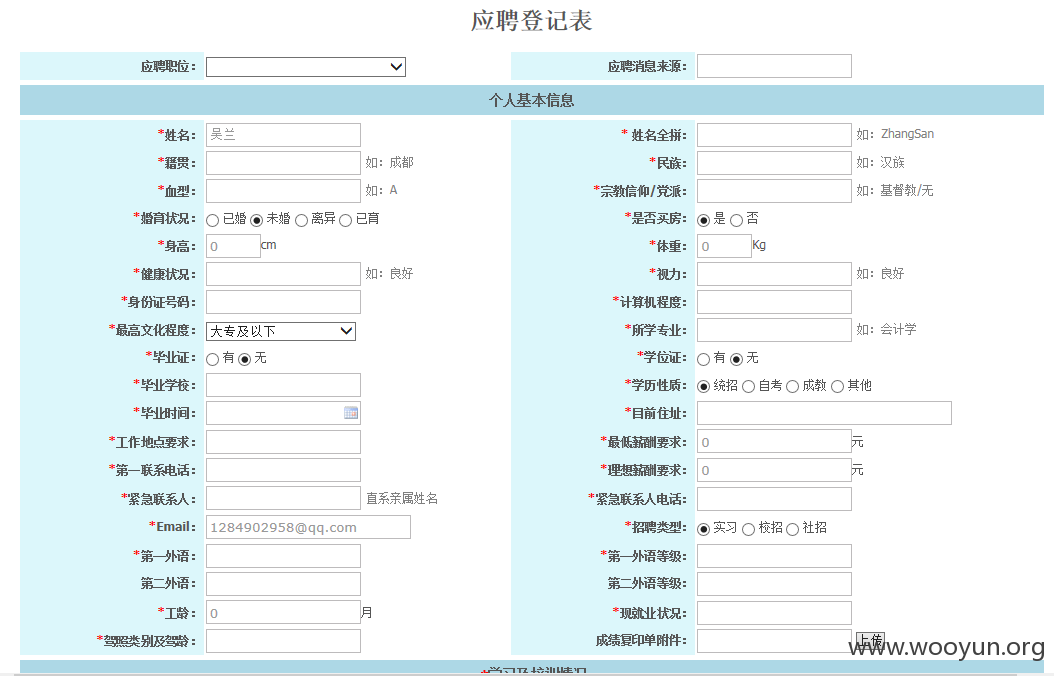 应聘登记表
应聘职位： 应聘消息来源：
个人基本信息
*姓名： 吴兰 * 姓名全拼： 如：ZhangSan
*籍贯： 如：成都 *民族： 如：汉族
*血型： 如：A *宗教信仰/党派： 如：基督教/无
*婚育状况： 已婚 未婚 离异 已育 *是否买房： 是 否
*身高： 0 cm *体重： 0 Kg
*健康状况： 如：良好 *视力： 如：良好
*身份证号码： *计算机程度：
*最高文化程度： 大专及以下 *所学专业： 如：会计学
*毕业证： 有 无 *学位证： 有 无
*毕业学校： *学历性质： 统招 自考 成教 其他
*毕业时间： *目前住址：
*工作地点要求： *最低薪酬要求： 0 元
*第一联系电话： *理想薪酬要求： 0 元
*紧急联系人： 直系亲属姓名 *紧急联系人电话：
*Email： 1284902958@qq.com *招聘类型： 实习 校招 社招
*第一外语： *第一外语等级：
第二外语： 第二外语等级：
*工龄： 0 月 *现就业状况：
*驾照类别及驾龄： 成绩复印单附件： 上传
www.wooyun.org
*学习及培训情况